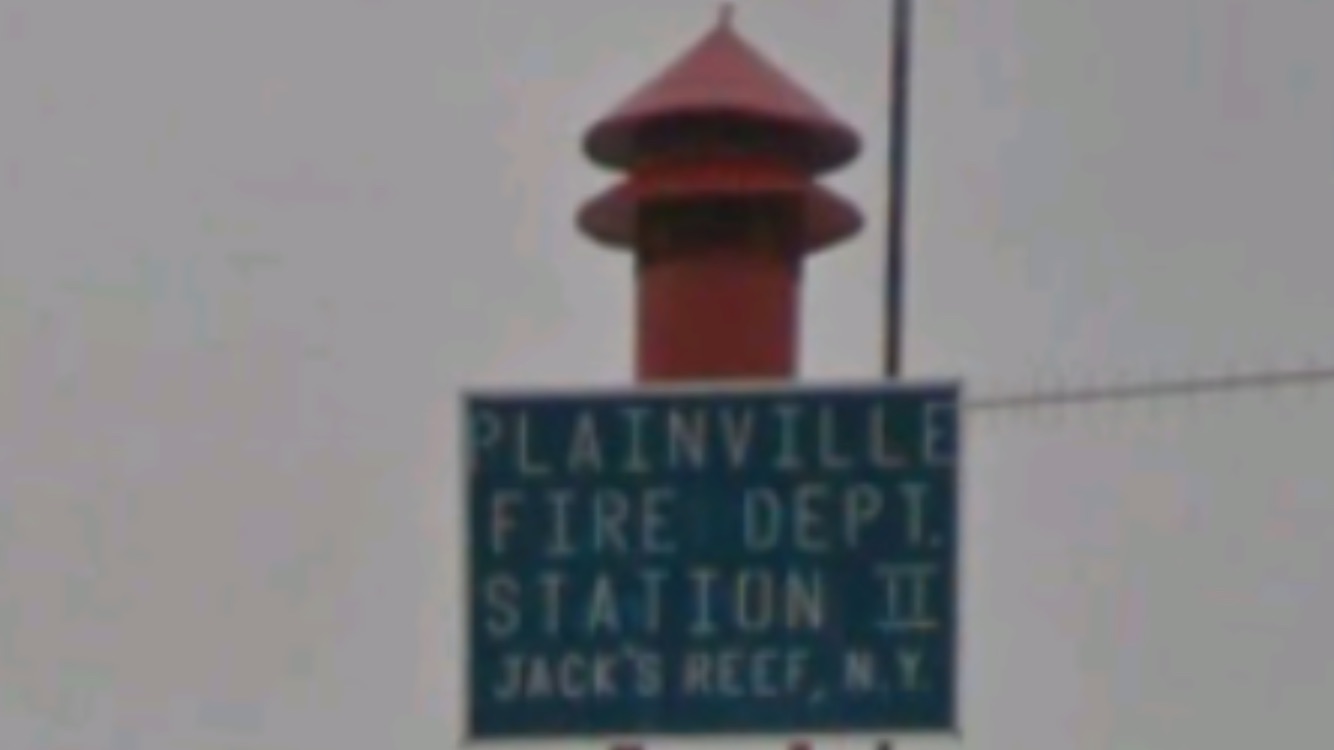 PLAINVILLE
FIRE DEPT.
STATION II
JACK'S REEF, N.Y.